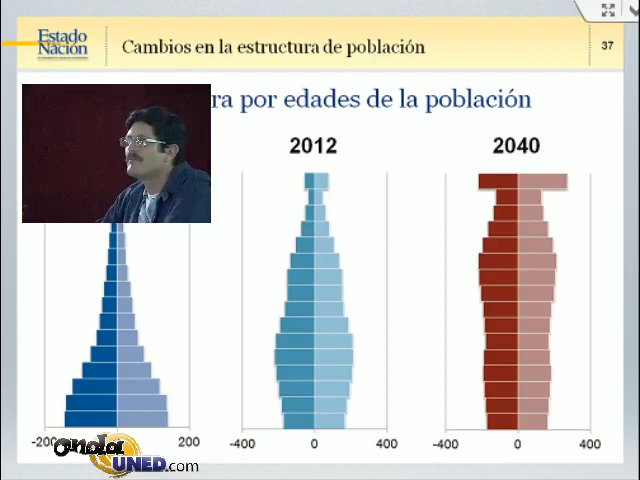 Estado
Nación
Cambios en la estructura de población
37
ra por edades de la población
2012
2040
-200
200
-400
0
400
-400
0
400
onda
UNED.com